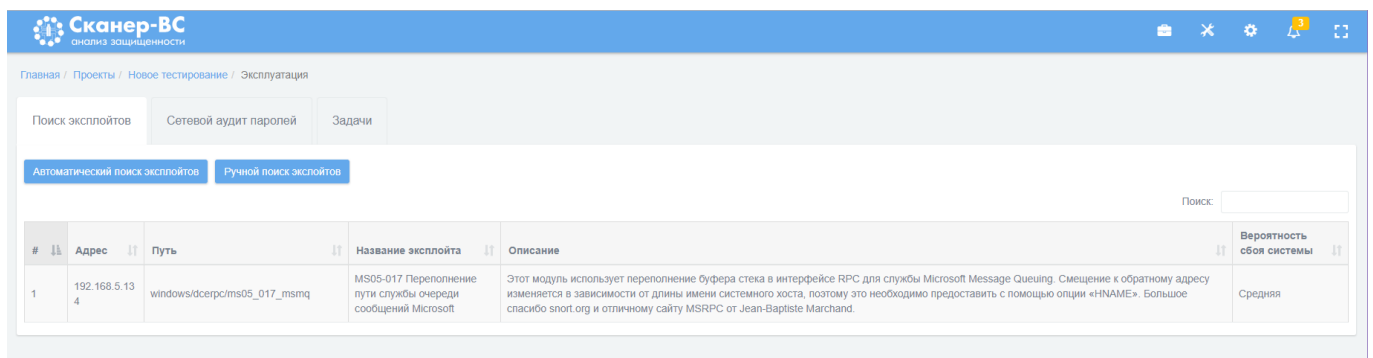 Сканер-ВС
анализ защищенности
3
Главная / Проекты / Новое тестирование / Эксплуатация
Поиск эксплойтов Сетевой аудит паролей Задачи
Автоматический поиск эксплойтов Ручной поиск эксплойтов
Поиск:
# Адрес Путь Название эксплойта Описание Вероятность
сбоя системы
1
192.168.5.13
4
windows/dcerpc/ms05_017_msmq
MS05-017 Переполнение
пути службы очереди
сообщений Microsoft
Этот модуль использует переполнение буфера стека в интерфейсе RPC для службы Microsoft Message Queuing. Смещение к обратному адресу
изменяется в зависимости от длины имени системного хоста, поэтому это необходимо предоставить с помощью опции «HNAME». Большое
спасибо snort.org и отличному сайту MSRPC от Jean-Baptiste Marchand.
Средняя